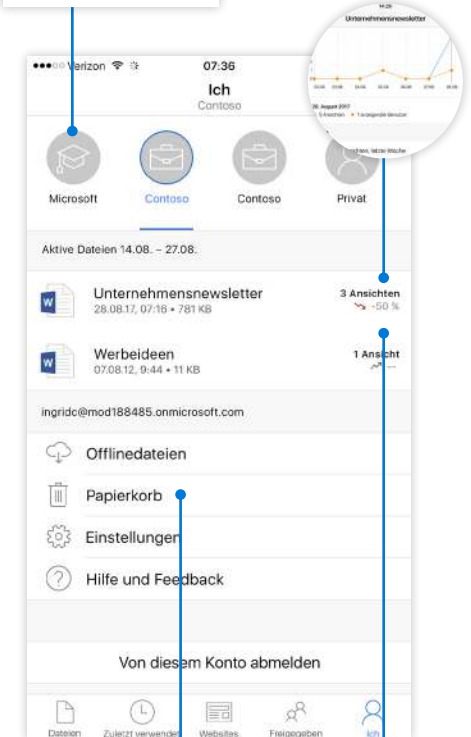 14:29
Unternehmensnewsletter
28. August 2017
Verizon 07:36
Ich
Contoso
Microsoft Contoso Contoso Privat
Aktive Dateien 14.08. – 27.08.
Unternehmensnewsletter 3 Ansichten
28.08.17, 07:16 • 781 KB -50 %
Werbeideen 1 Ansicht
07.08.12, 9:44 • 11 KB --
ingridc@mod188485.onmicrosoft.com
Offlinedateien
Papierkorb
Einstellungen
Hilfe und Feedback
Von diesem Konto abmelden
Dateien Zuletzt verwendet Websites Freigegeben Ich